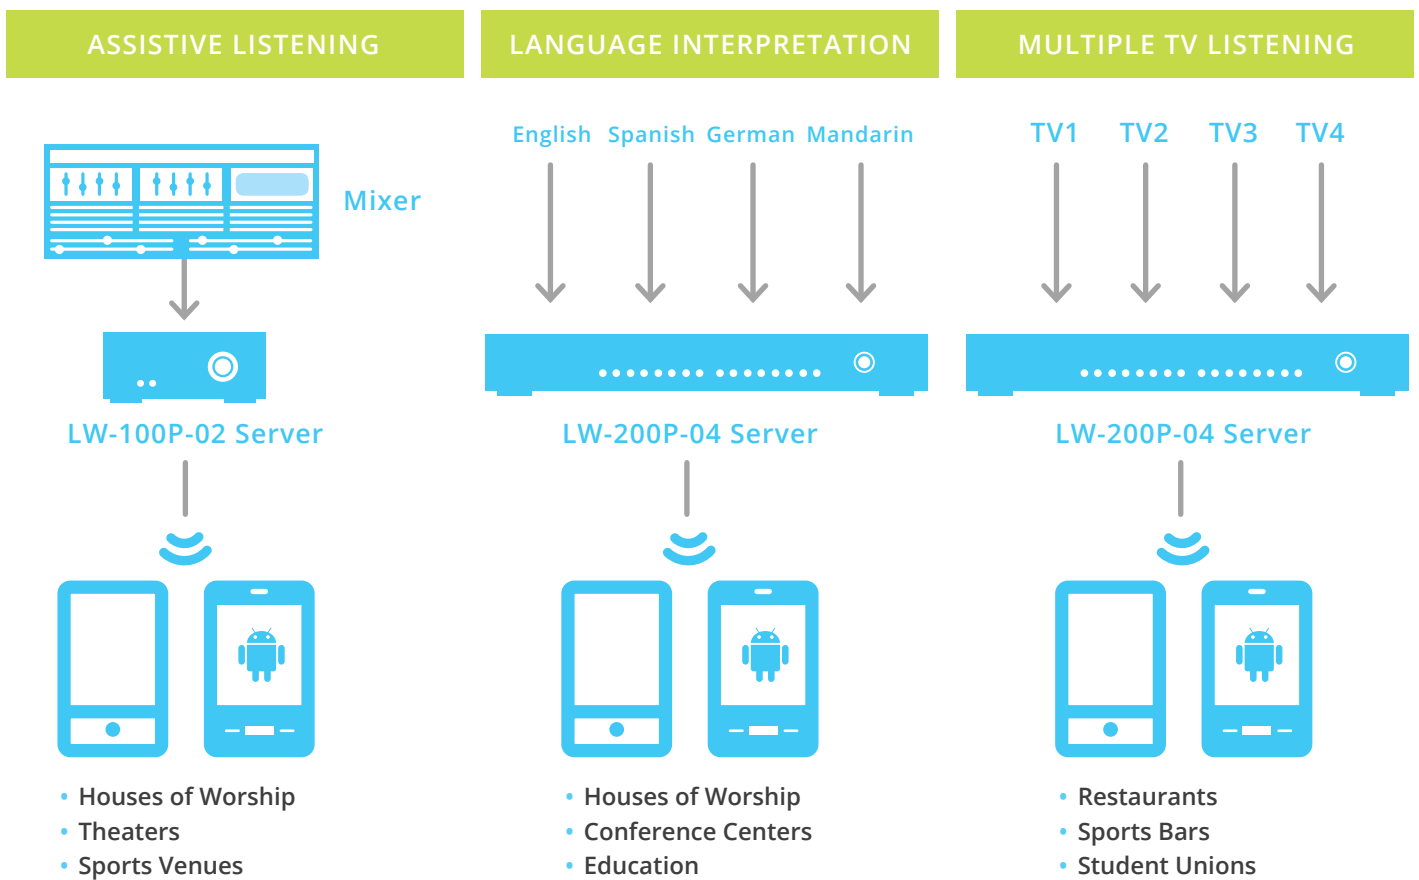 ASSISTIVE LISTENING
Mixer
LW-100P-02 Server
• Houses of Worship
• Theaters
• Sports Venues
LANGUAGE INTERPRETATION
English Spanish German Mandarin
LW-200P-04 Server
• Houses of Worship
• Conference Centers
• Education
MULTIPLE TV LISTENING
TV1 TV2 TV3 TV4
LW-200P-04 Server
• Restaurants
• Sports Bars
• Student Unions